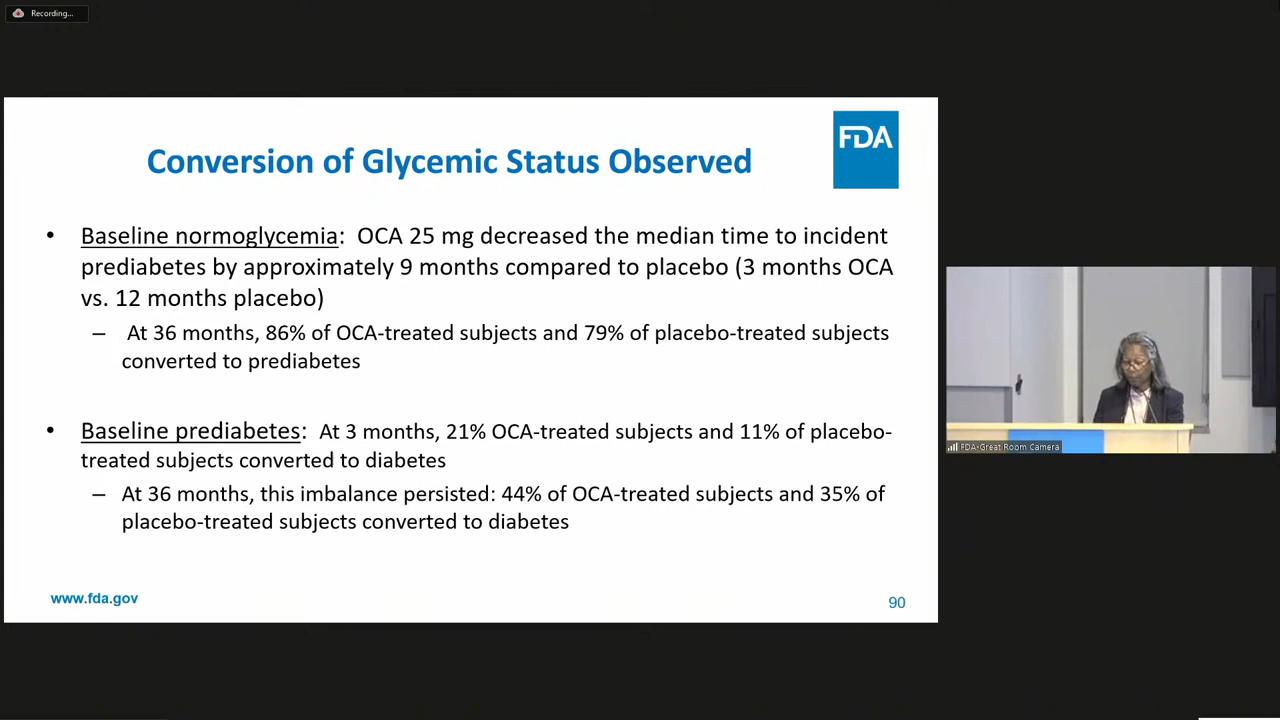 Recording...
FDA
Conversion of Glycemic Status Observed
• Baseline normoglycemia: OCA 25 mg decreased the median time to incident
prediabetes by approximately 9 months compared to placebo (3 months OCA
vs. 12 months placebo)
– At 36 months, 86% of OCA-treated subjects and 79% of placebo-treated subjects
converted to prediabetes
• Baseline prediabetes: At 3 months, 21% OCA-treated subjects and 11% of placebo-
treated subjects converted to diabetes
– At 36 months, this imbalance persisted: 44% of OCA-treated subjects and 35% of
placebo-treated subjects converted to diabetes
www.fda.gov
90
FDA-Great Room Camera